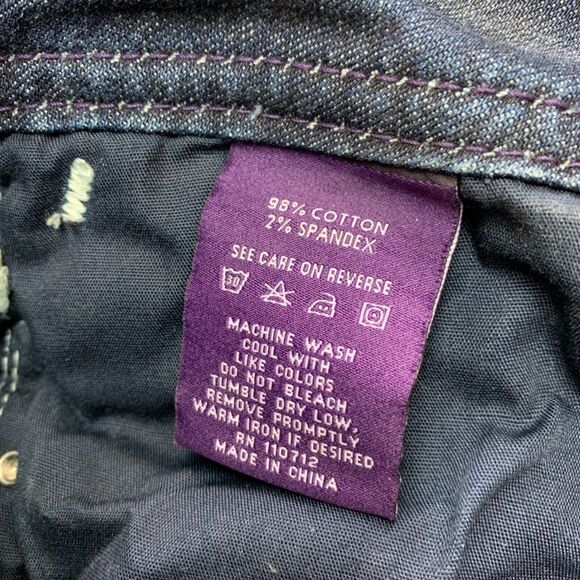 98% COTTON
2% SPANDEX
SEE CARE ON REVERSE
30
MACHINE WASH
COOL WITH
LIKE COLORS
DO NOT BLEACH
TUMBLE DRY LOW,
REMOVE PROMPTLY
WARM IRON IF DESIRED
RN 110712
MADE IN CHINA